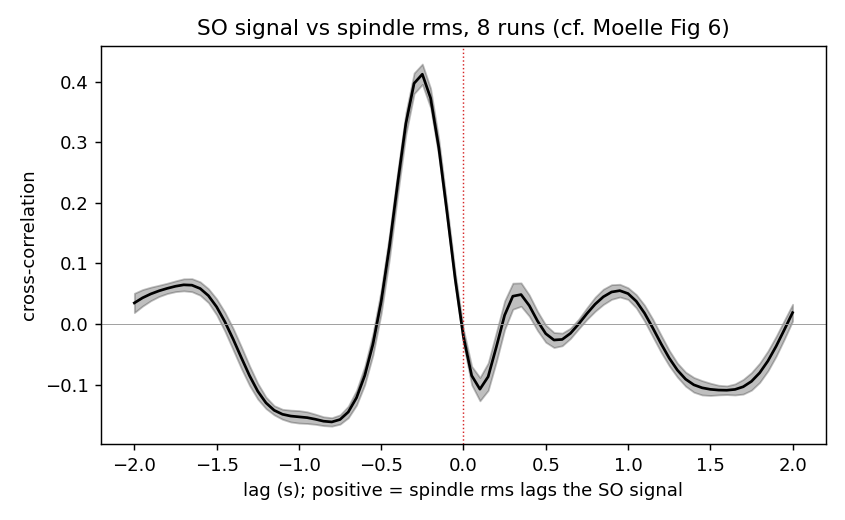 SO signal vs spindle rms, 8 runs (cf. Moelle Fig 6)
cross-correlation
0.4
0.3
0.2
0.1
0.0
−0.1
−2.0 −1.5 −1.0 −0.5 0.0 0.5 1.0 1.5 2.0
lag (s); positive = spindle rms lags the SO signal